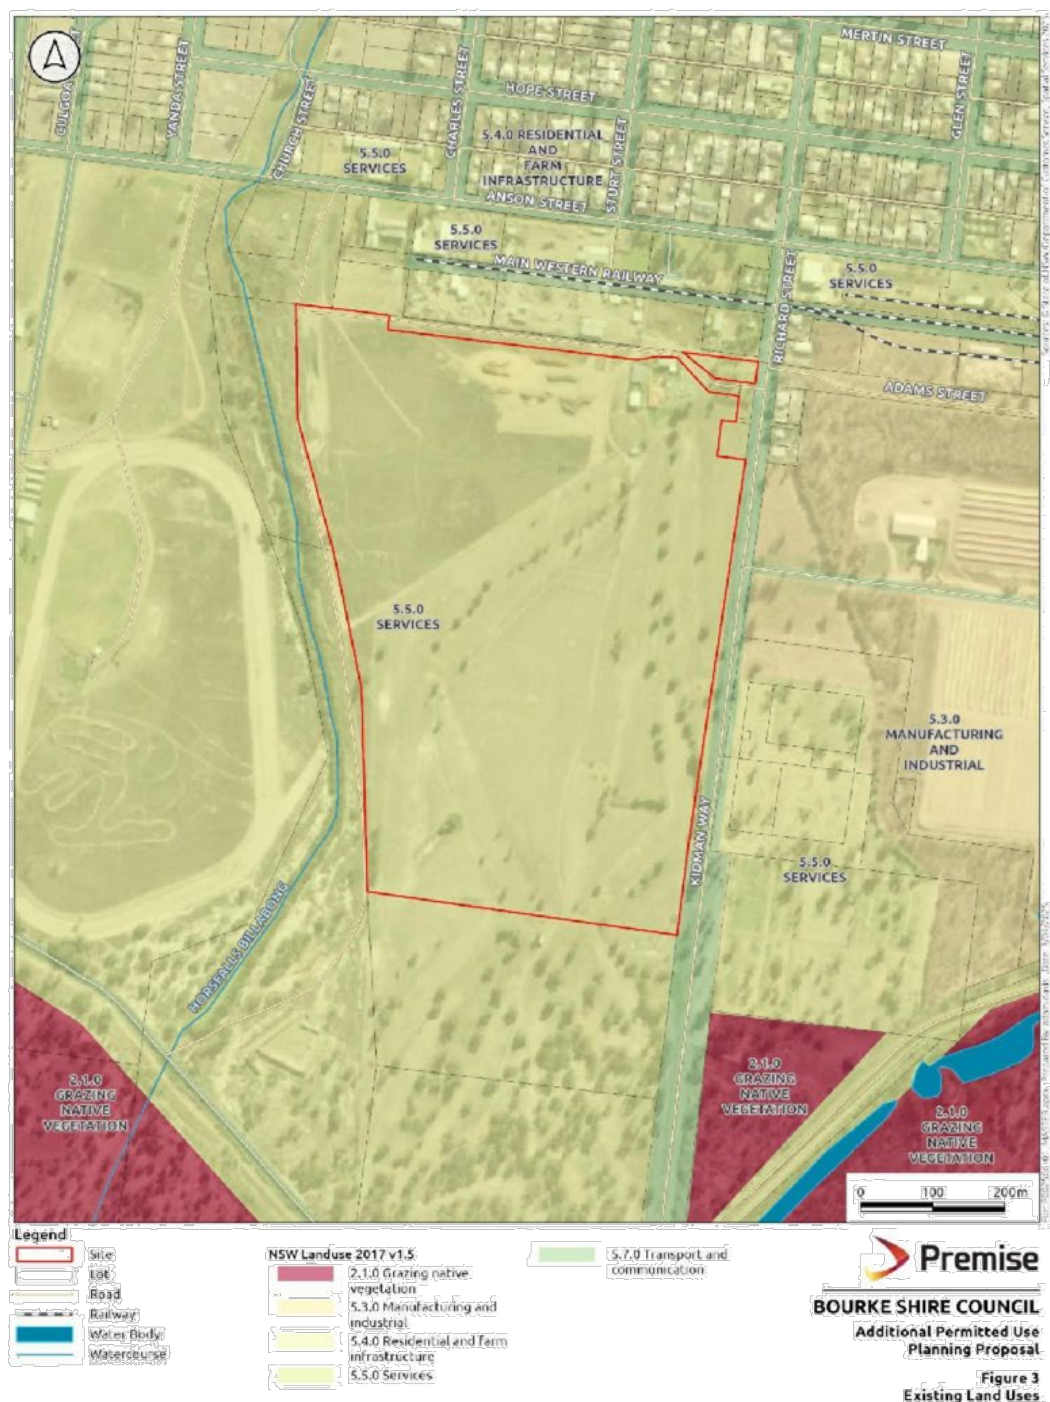 MERTIN STREET
YANDA STREET
CHURCH STREET
CHARLES STREET
HOPE STREET
STURT STREET
GLEN STREET
5.4.0 RESIDENTIAL
AND
FARM
INFRASTRUCTURE
5.5.0
SERVICES
ANSON STREET
5.5.0
SERVICES
MAIN WESTERN RAILWAY
5.5.0
SERVICES
RICHARD STREET
ADAMS STREET
5.5.0
SERVICES
5.3.0
MANUFACTURING
AND
INDUSTRIAL
KIDMAN WAY
5.5.0
SERVICES
HORSFALLS BILLABONG
2.1.0
GRAZING
NATIVE
VEGETATION
2.1.0
GRAZING
NATIVE
VEGETATION
2.1.0
GRAZING
NATIVE
VEGETATION
0 100 200m
Legend
Site
Lot
Road
Railway
Water Body
Watercourse
NSW Landuse 2017 v1.5
2.1.0 Grazing native
vegetation
5.3.0 Manufacturing and
industrial
5.4.0 Residential and farm
infrastructure
5.5.0 Services
5.7.0 Transport and
communication
Premise
BOURKE SHIRE COUNCIL
Additional Permitted Use
Planning Proposal
Figure 3
Existing Land Uses